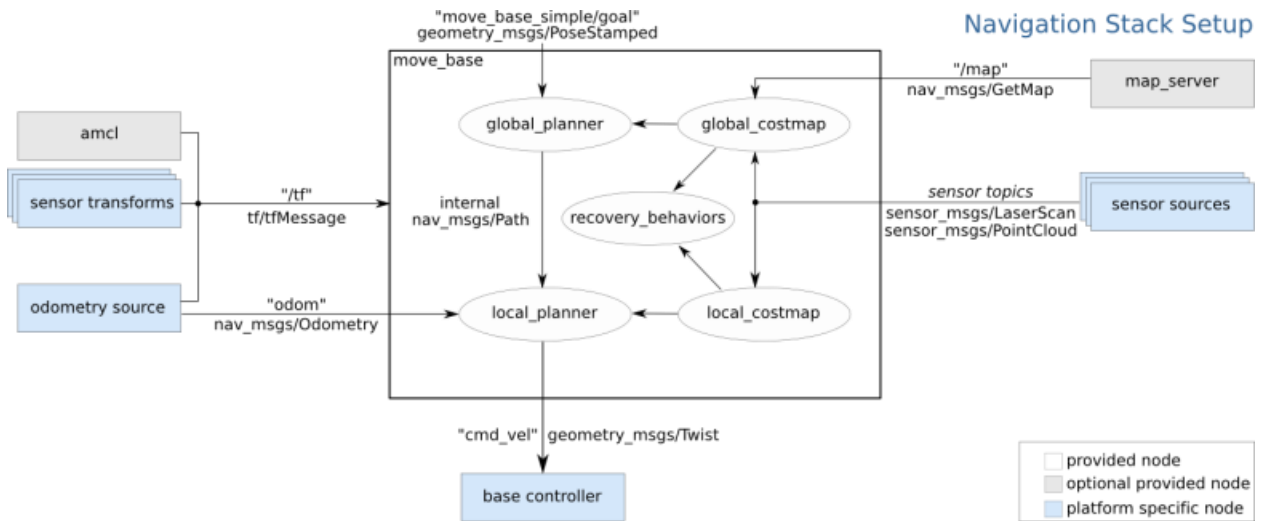 Navigation Stack Setup
"move_base_simple/goal"
geometry_msgs/PoseStamped
move_base
"/map"
nav_msgs/GetMap
map_server
amcl
global_planner
global_costmap
sensor transforms
"/tf"
tf/tfMessage
internal
nav_msgs/Path
recovery_behaviors
sensor topics
sensor_msgs/LaserScan
sensor_msgs/PointCloud
sensor sources
odometry source
"odom"
nav_msgs/Odometry
local_planner
local_costmap
"cmd_vel" geometry_msgs/Twist
base controller
provided node
optional provided node
platform specific node